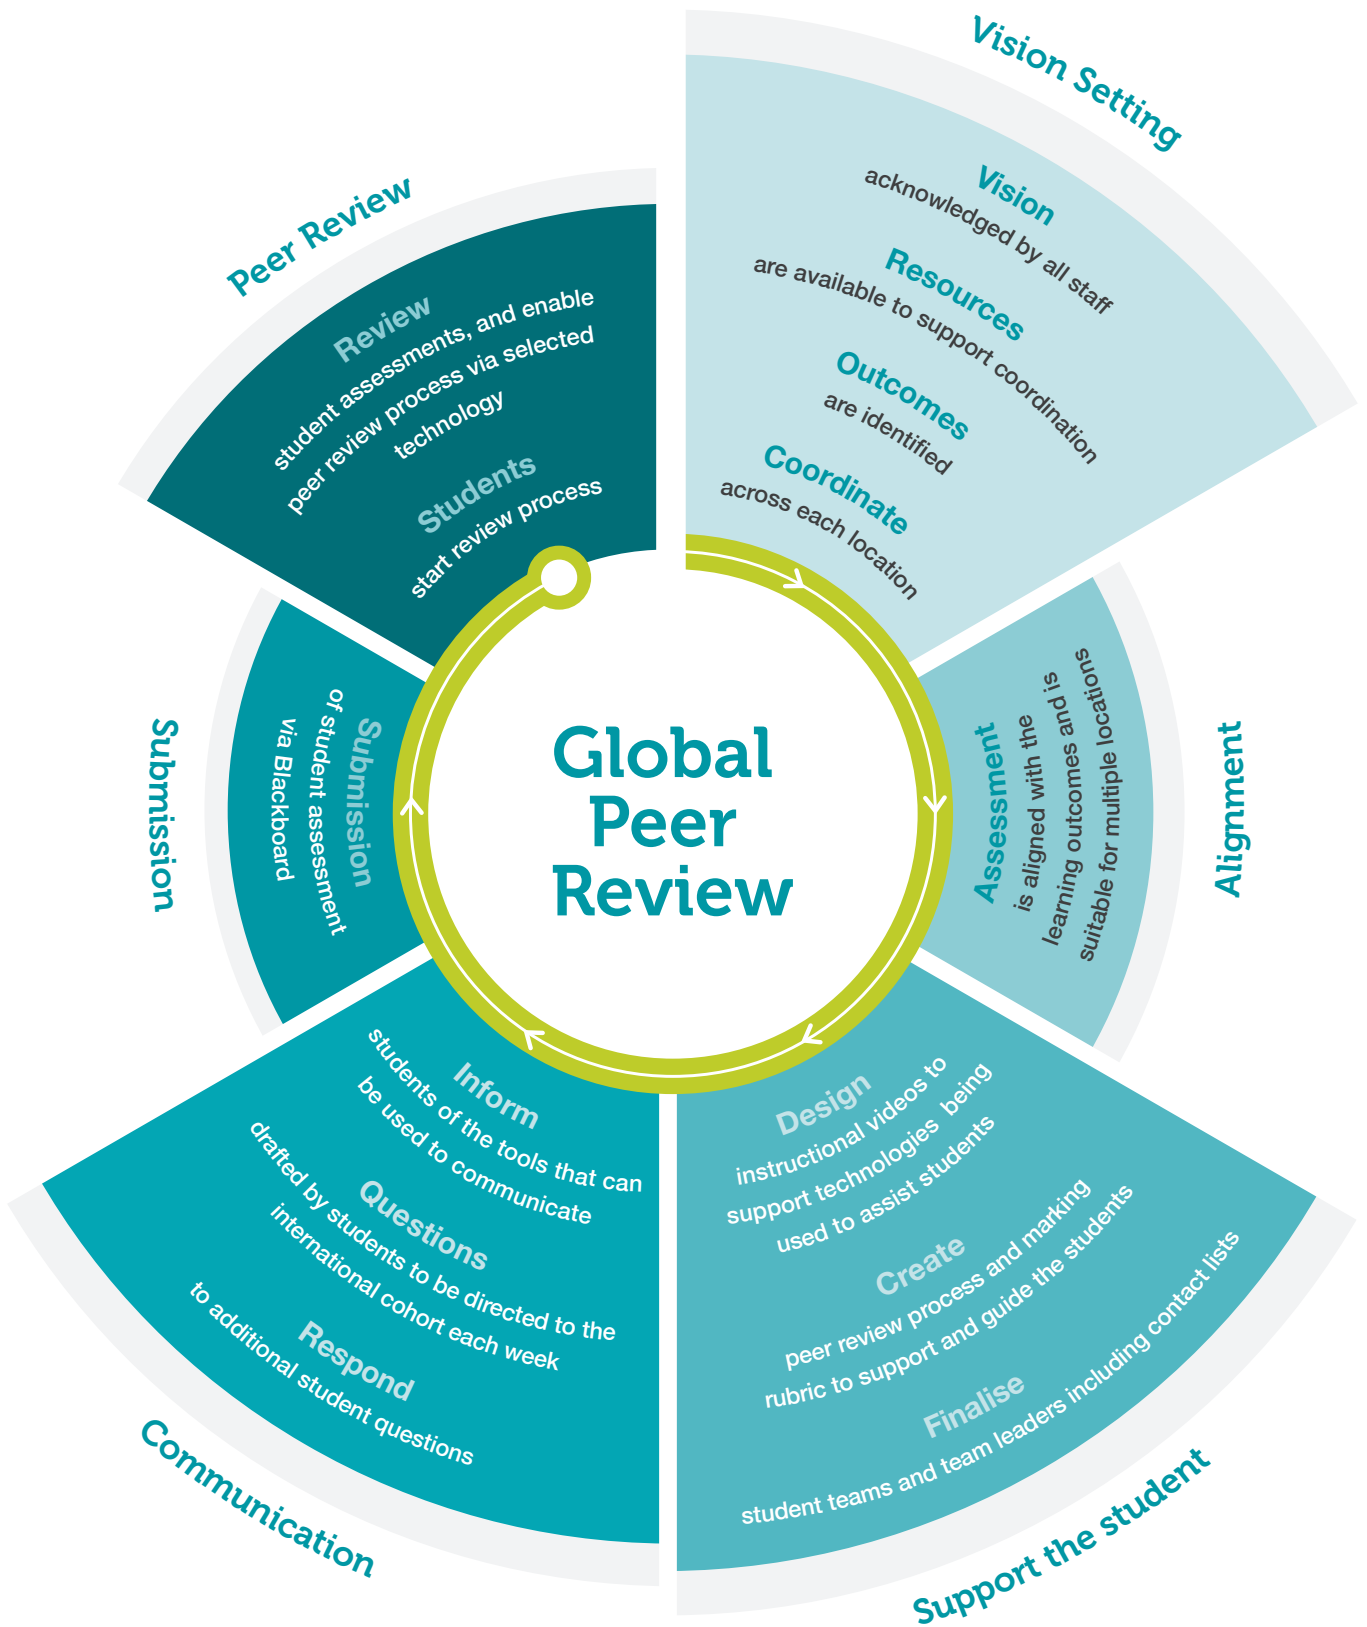 Global
Peer
Review
Vision Setting
Vision
acknowledged by all staff
Resources
are available to support coordination
Outcomes
are identified
Coordinate
across each location
Alignment
Assessment
is aligned with the
learning outcomes and is
suitable for multiple locations
Support the student
Design
instructional videos to
support technologies being
used to assist students
Create
peer review process and marking
rubric to support and guide the students
Finalise
student teams and team leaders including contact lists
Communication
Inform
students of the tools that can
be used to communicate
Questions
drafted by students to be directed to the
international cohort each week
Respond
to additional student questions
Submission
Submission
of student assessment
via Blackboard
Peer Review
Review
student assessments, and enable
peer review process via selected
technology
Students
start review process